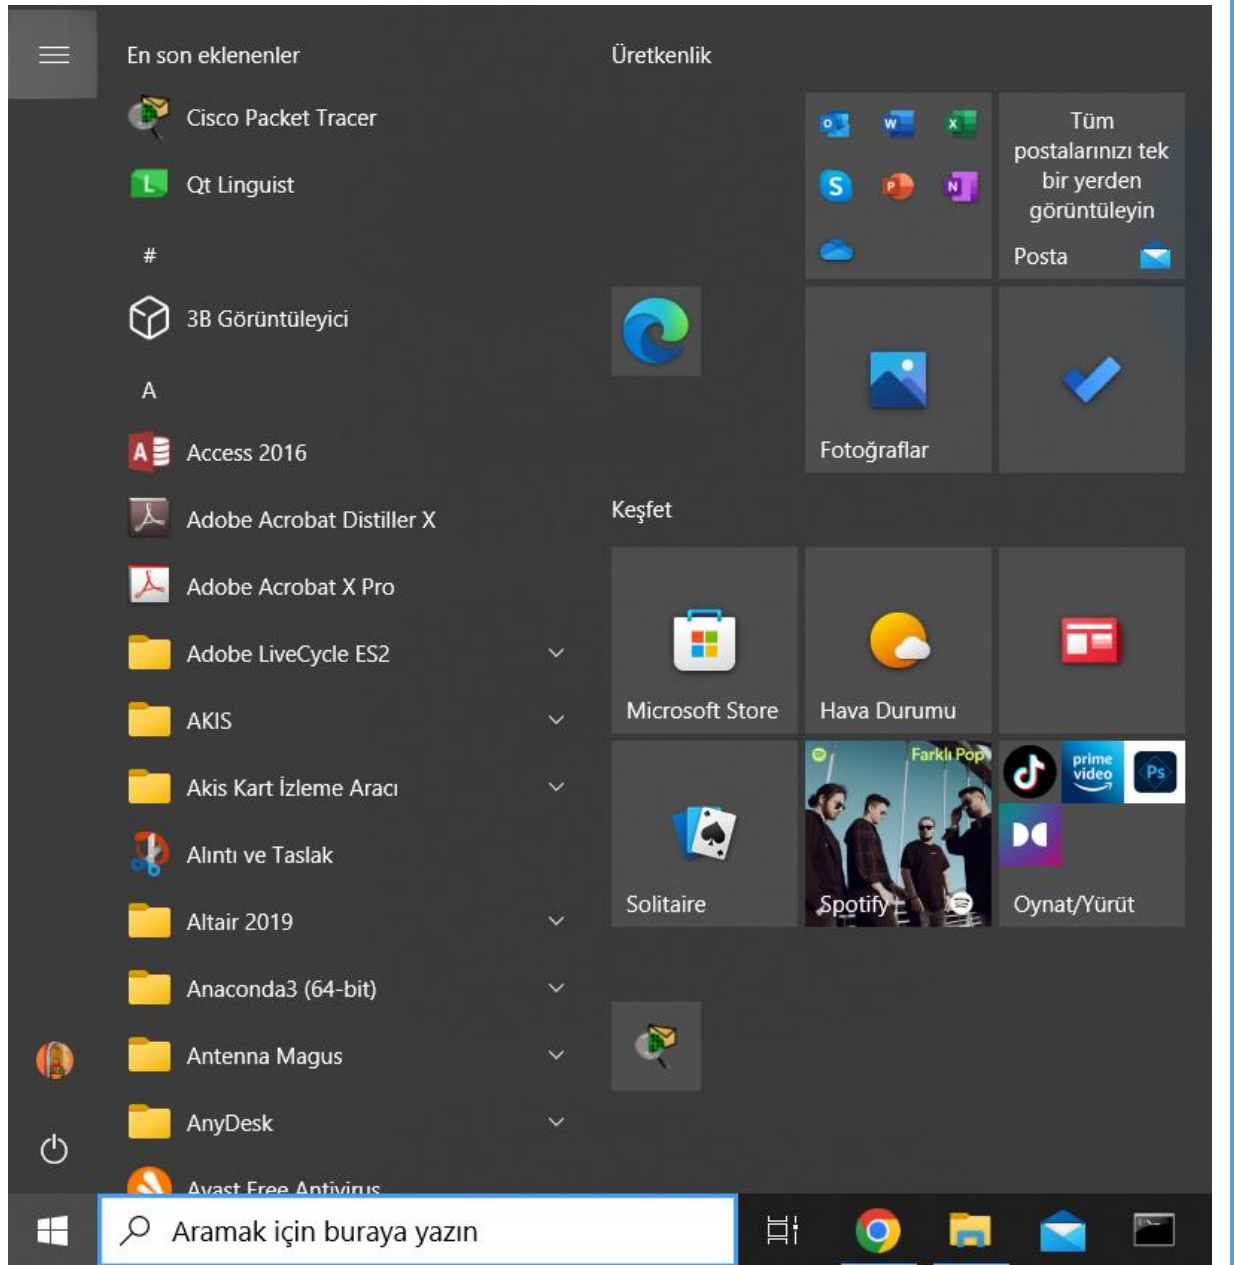 En son eklenenler
Cisco Packet Tracer
Qt Linguist
#
3B Görüntüleyici
A
Access 2016
Adobe Acrobat Distiller X
Adobe Acrobat X Pro
Adobe LiveCycle ES2
AKIS
Akis Kart İzleme Aracı
Alıntı ve Taslak
Altair 2019
Anaconda3 (64-bit)
Antenna Magus
AnyDesk
Avast Free Antivirus
Üretkenlik
Tüm
postalarınızı tek
bir yerden
görüntüleyin
Posta
Fotoğraflar
Keşfet
Microsoft Store
Hava Durumu
Solitaire
Farklı Pop
Spotify
prime
video
Ps
Oynat/Yürüt
Aramak için buraya yazın